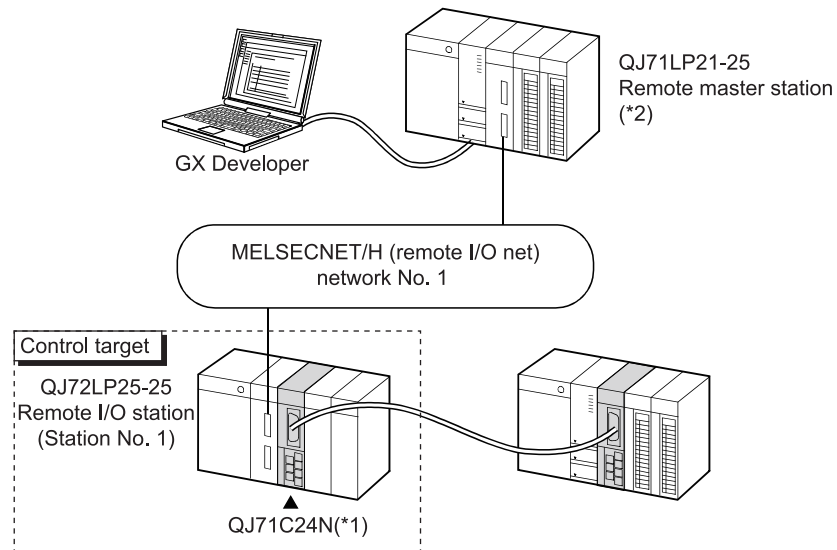 QJ71LP21-25
Remote master station
(*2)
GX Developer
MELSECNET/H (remote I/O net)
network No. 1
Control target
QJ72LP25-25
Remote I/O station
(Station No. 1)
QJ71C24N(*1)